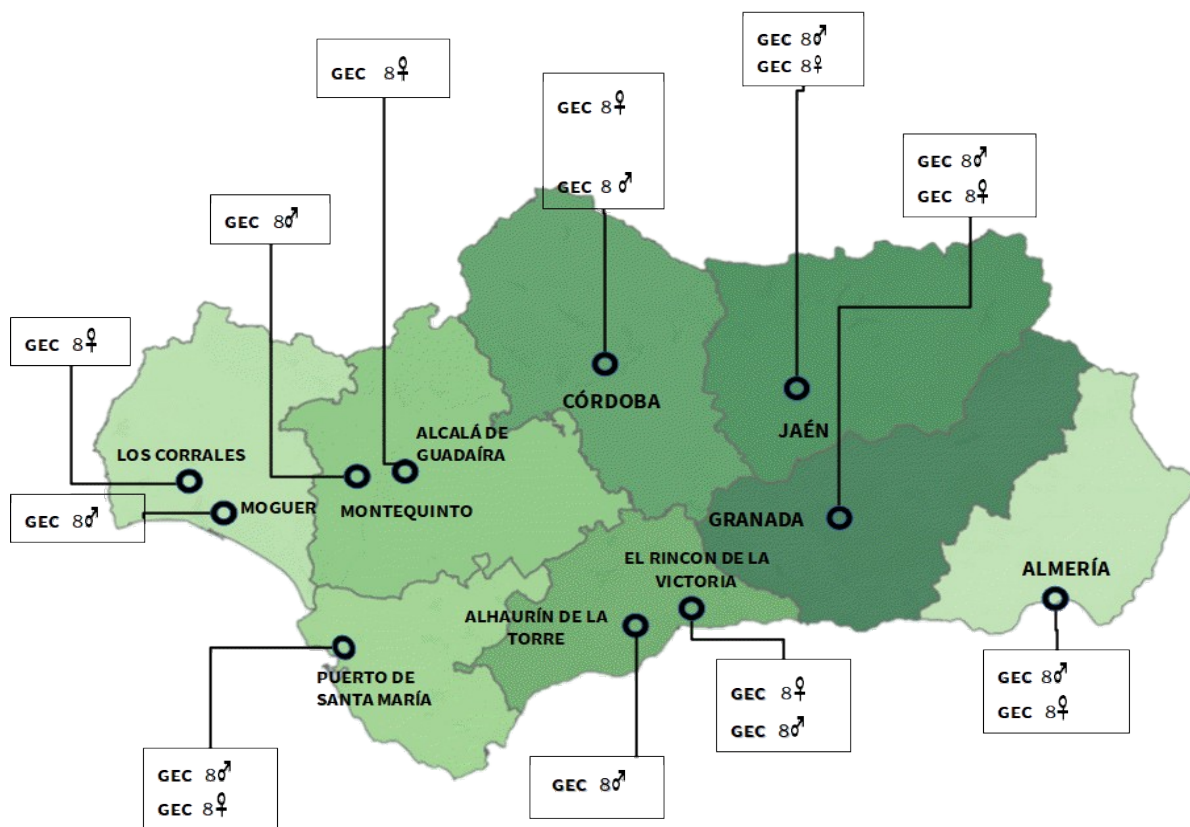 GEC 8♂
GEC 8♀
GEC 8♀
GEC 8♀
GEC 8 ♂
GEC 8♂
GEC 8♀
GEC 8♂
GEC 8♀
CÓRDOBA
JAÉN
ALCALÁ DE
GUADAÍRA
LOS CORRALES
MOGUER
MONTEQUINTO
GEC 8♂
GRANADA
EL RINCON DE LA
VICTORIA
ALMERÍA
ALHAURÍN DE LA
TORRE
PUERTO DE
SANTA MARÍA
GEC 8♂
GEC 8♀
GEC 8♀
GEC 8♂
GEC 8♂
GEC 8♀
GEC 8♂